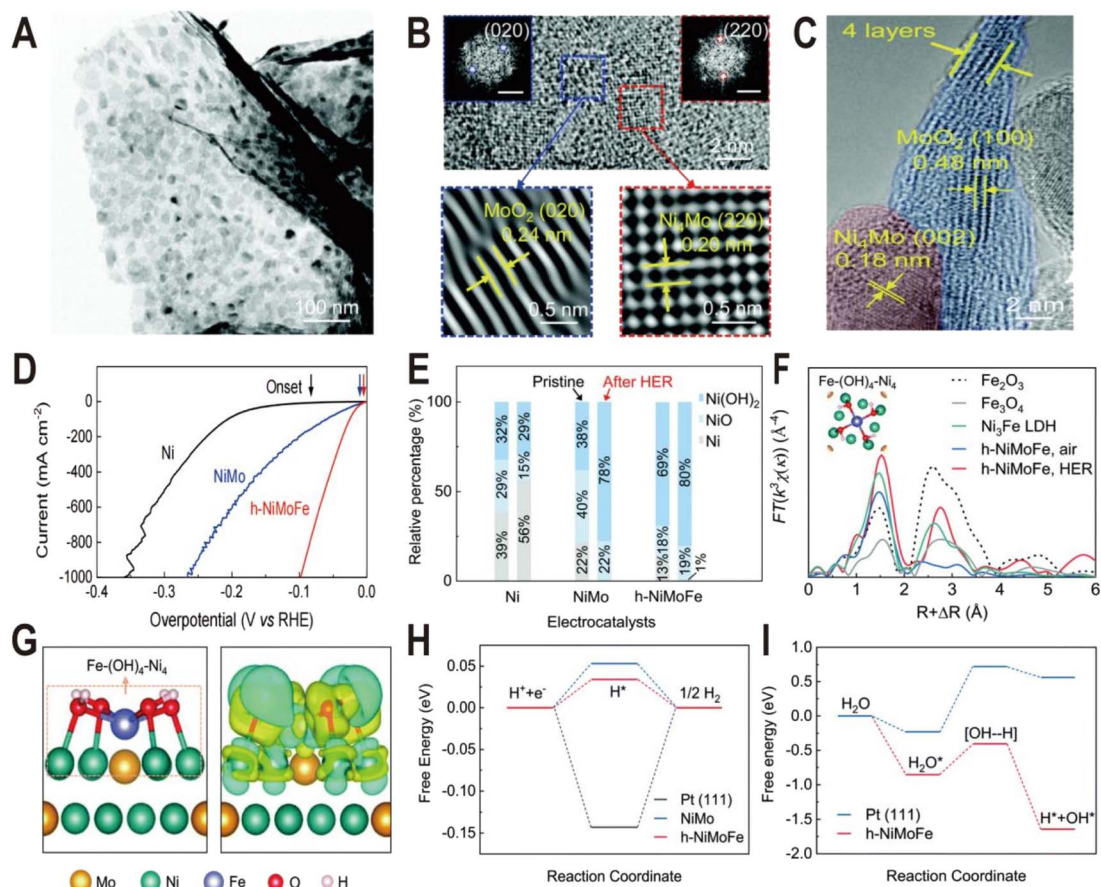 A
100 nm
B
(020)
(220)
2 nm
MoO2 (020)
0.24 nm
0.5 nm
Ni4Mo (220)
0.20 nm
0.5 nm
C
4 layers
MoO2 (100)
0.48 nm
Ni4Mo (002)
0.18 nm
2 nm
D
Onset
Ni
NiMo
h-NiMoFe
0
-200
-400
-600
-800
-1000
Current (mA cm-2)
-0.4 -0.3 -0.2 -0.1 0.0
Overpotential (V vs RHE)
E
Pristine After HER
Ni(OH)2
NiO
Ni
100
80
60
40
20
0
Relative percentage (%)
32% 29% 39%
29% 15% 56%
38% 40% 22%
78% 22%
69% 18% 13%
80% 19% 1%
Ni NiMo h-NiMoFe
Electrocatalysts
F
Fe-(OH)4-Ni4
Fe2O3
Fe3O4
Ni3Fe LDH
h-NiMoFe, air
h-NiMoFe, HER
FT(k3χ(κ)) (Å-4)
0 1 2 3 4 5 6
R+ΔR (Å)
G
Fe-(OH)4-Ni4
Mo Ni Fe O H
H
0.05
0.00
-0.05
-0.10
-0.15
Free Energy (eV)
H++e-
H*
1/2 H2
Pt (111)
NiMo
h-NiMoFe
Reaction Coordinate
I
1.0
0.5
0.0
-0.5
-1.0
-1.5
-2.0
Free energy (eV)
H2O
H2O*
[OH--H]
H*+OH*
Pt (111)
h-NiMoFe
Reaction Coordinate